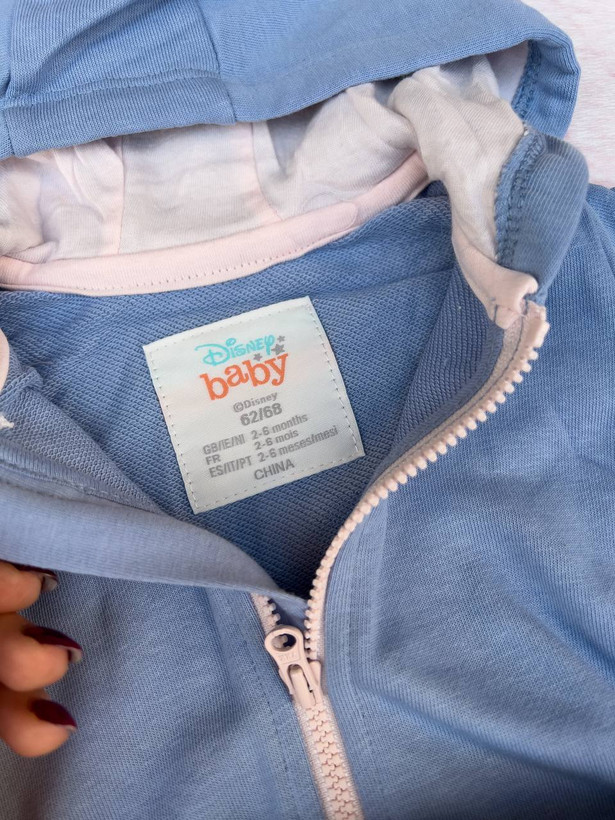 Disney
baby
©Disney
62/68
GB/IE/NI 2-6 months
FR 2-6 mois
ES/IT/PT 2-6 meses/mesi
CHINA